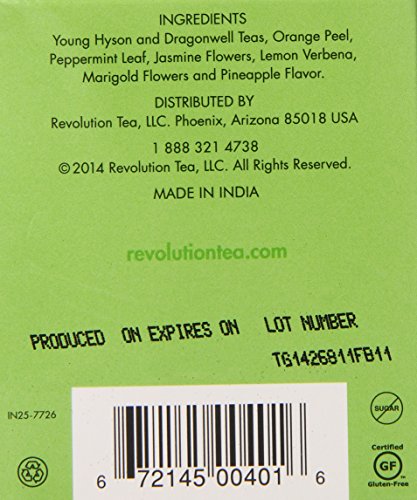 INGREDIENTS
Young Hyson and Dragonwell Teas, Orange Peel,
Peppermint Leaf, Jasmine Flowers, Lemon Verbena,
Marigold Flowers and Pineapple Flavor.
DISTRIBUTED BY
Revolution Tea, LLC. Phoenix, Arizona 85018 USA
1 888 321 4738
©2014 Revolution Tea, LLC. All Rights Reserved.
MADE IN INDIA
revolutiontea.com
PRODUCED ON EXPIRES ON LOT NUMBER
TG1426811FB11
IN25-7726
SUGAR
Certified
GF™
Gluten-Free
6 72145 00401 6